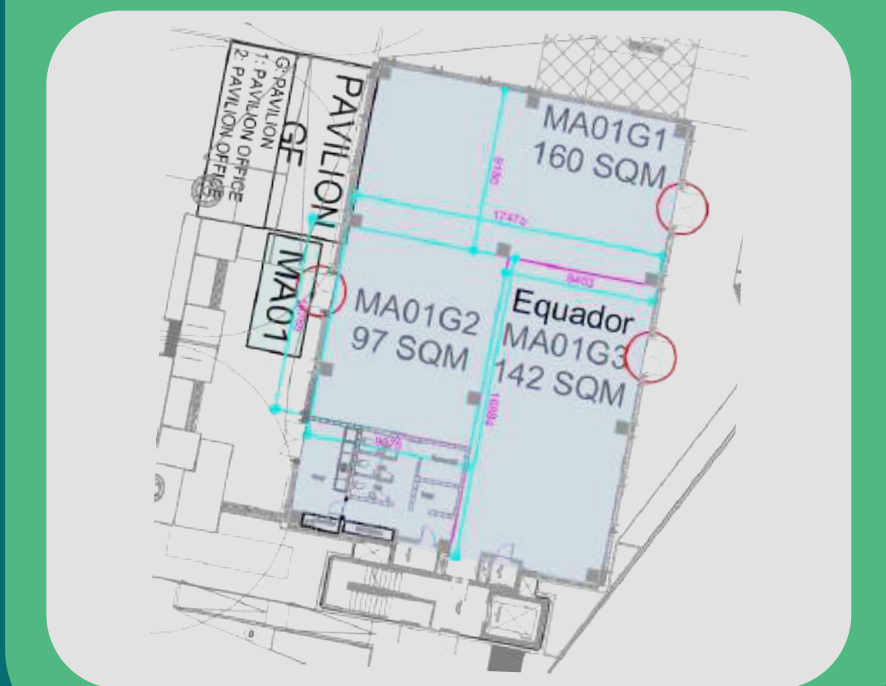 G: PAVILION
1: PAVILION OFFICE
2: PAVILION OFFICE
PAVILION
GF
MA01
MA01G1
160 SQM
17475
MA01G2
97 SQM
Equador
MA01G3
142 SQM